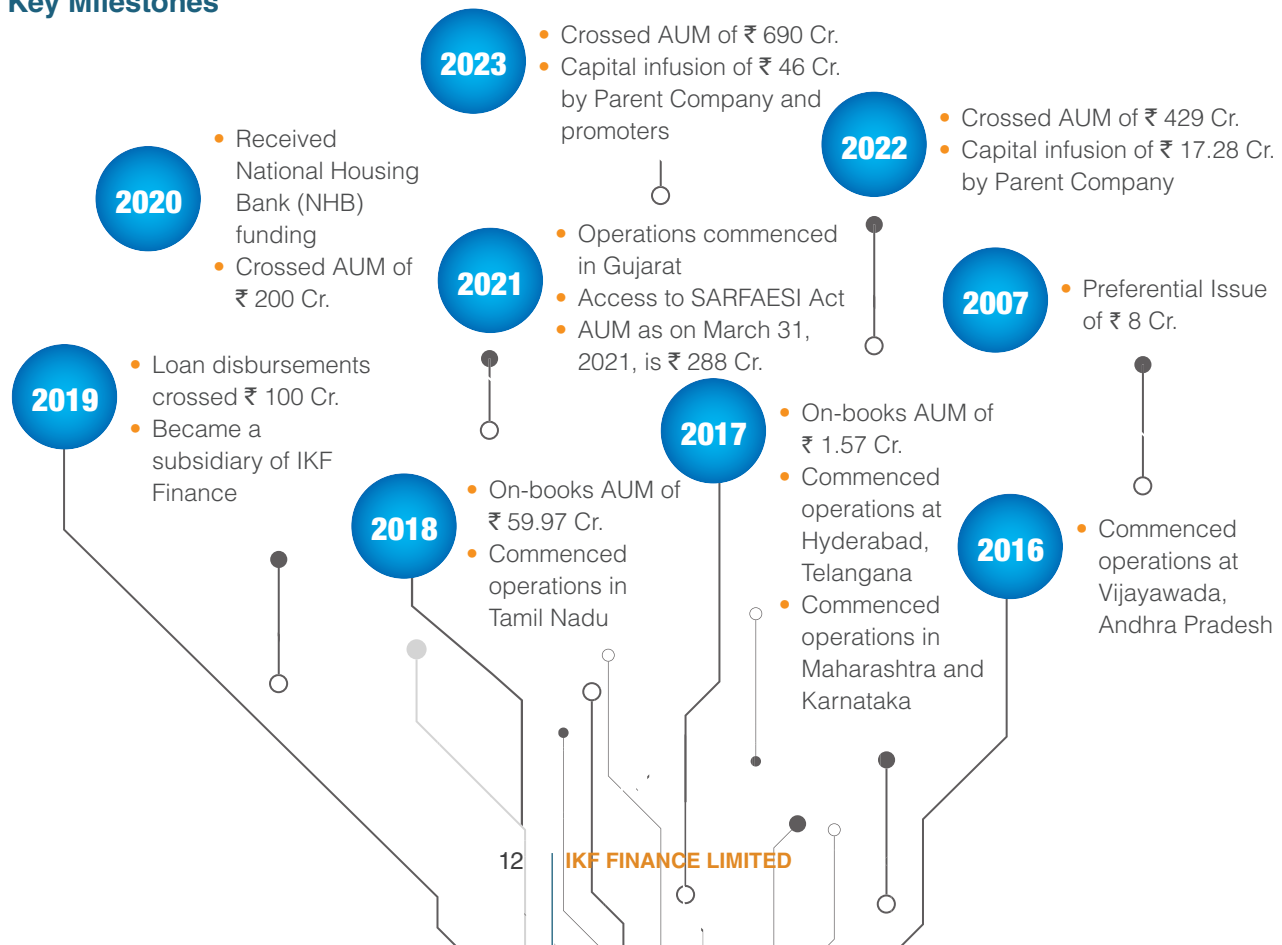 Key Milestones
2023
• Crossed AUM of ₹ 690 Cr.
• Capital infusion of ₹ 46 Cr.
by Parent Company and
promoters
2022
• Crossed AUM of ₹ 429 Cr.
• Capital infusion of ₹ 17.28 Cr.
by Parent Company
2020
• Received
National Housing
Bank (NHB)
funding
• Crossed AUM of
₹ 200 Cr.
2021
• Operations commenced
in Gujarat
• Access to SARFAESI Act
• AUM as on March 31,
2021, is ₹ 288 Cr.
2007
• Preferential Issue
of ₹ 8 Cr.
2019
• Loan disbursements
crossed ₹ 100 Cr.
• Became a
subsidiary of IKF
Finance
2018
• On-books AUM of
₹ 59.97 Cr.
• Commenced
operations in
Tamil Nadu
2017
• On-books AUM of
₹ 1.57 Cr.
• Commenced
operations at
Hyderabad,
Telangana
• Commenced
operations in
Maharashtra and
Karnataka
2016
• Commenced
operations at
Vijayawada,
Andhra Pradesh
12 IKF FINANCE LIMITED